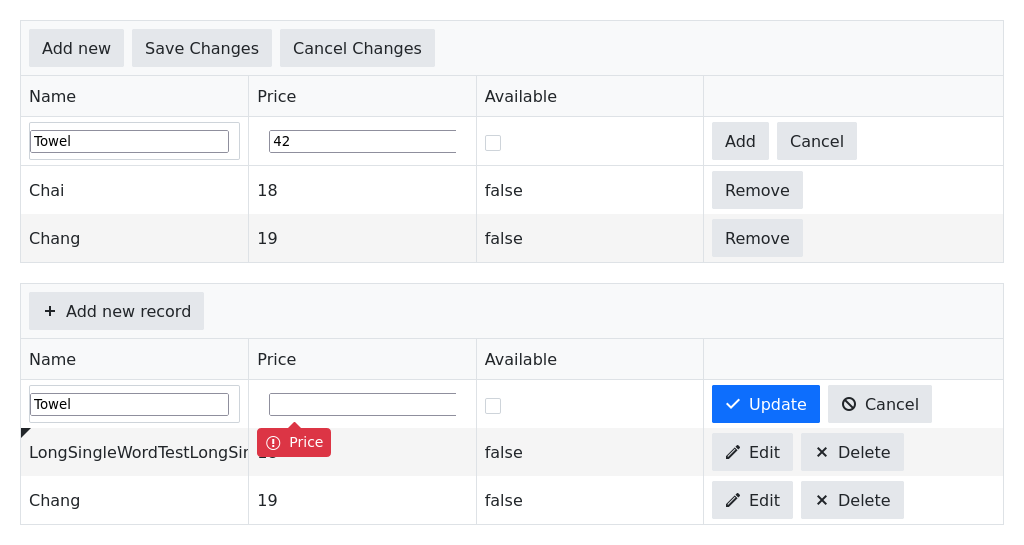 Add new Save Changes Cancel Changes
Name Price Available
Towel 42 Add Cancel
Chai 18 false Remove
Chang 19 false Remove
Add new record
Name Price Available
Towel Update Cancel
Price
LongSingleWordTestLongSin false Edit Delete
Chang 19 false Edit Delete